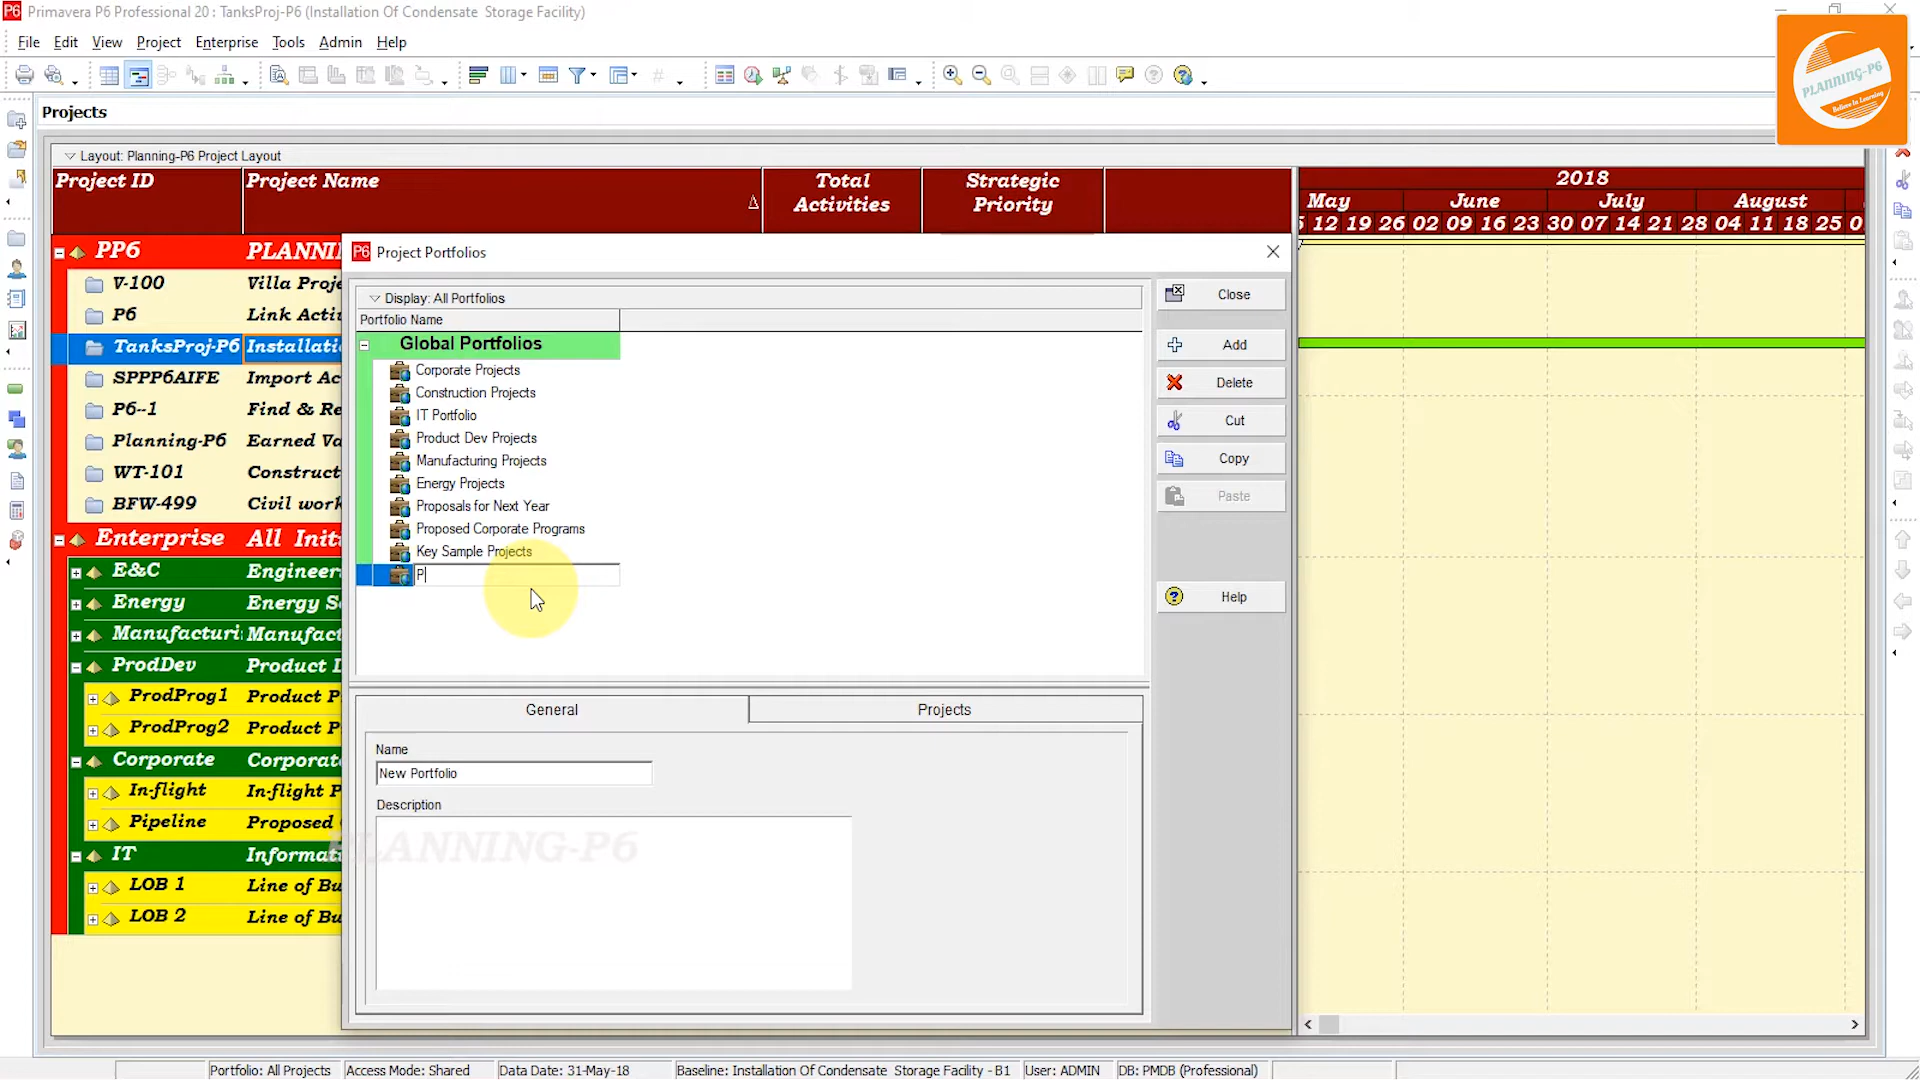 Primavera P6 Professional 20 : TanksProj-P6 (Installation Of Condensate  Storage Facility)
File Edit View Project Enterprise Tools Admin Help
PLANNING-P6
Believe In Learning
Projects
Layout: Planning-P6 Project Layout
Project ID Project Name Total Activities Strategic Priority
2018
May June July August
12 19 26 02 09 16 23 30 07 14 21 28 04 11 18 25
PP6 PLANNI
V-100 Villa Proje
P6 Link Acti
TanksProj-P6 Installati
SPPP6AIFE Import Ac
P6--1 Find & Re
Planning-P6 Earned Va
WT-101 Construct
BFW-499 Civil work
Enterprise All Init
E&C Engineer
Energy Energy Se
Manufacturi Manufact
ProdDev Product D
ProdProg1 Product P
ProdProg2 Product P
Corporate Corporat
In-flight In-flight P
Pipeline Proposed
IT Informat
LOB 1 Line of Bu
LOB 2 Line of Bu
P6 Project Portfolios
Display: All Portfolios
Portfolio Name
Global Portfolios
Corporate Projects
Construction Projects
IT Portfolio
Product Dev Projects
Manufacturing Projects
Energy Projects
Proposals for Next Year
Proposed Corporate Programs
Key Sample Projects
P
Close
Add
Delete
Cut
Copy
Paste
Help
General Projects
Name
New Portfolio
Description
PLANNING-P6
Portfolio: All Projects Access Mode: Shared Data Date: 31-May-18 Baseline: Installation Of Condensate  Storage Facility - B1 User: ADMIN DB: PMDB (Professional)